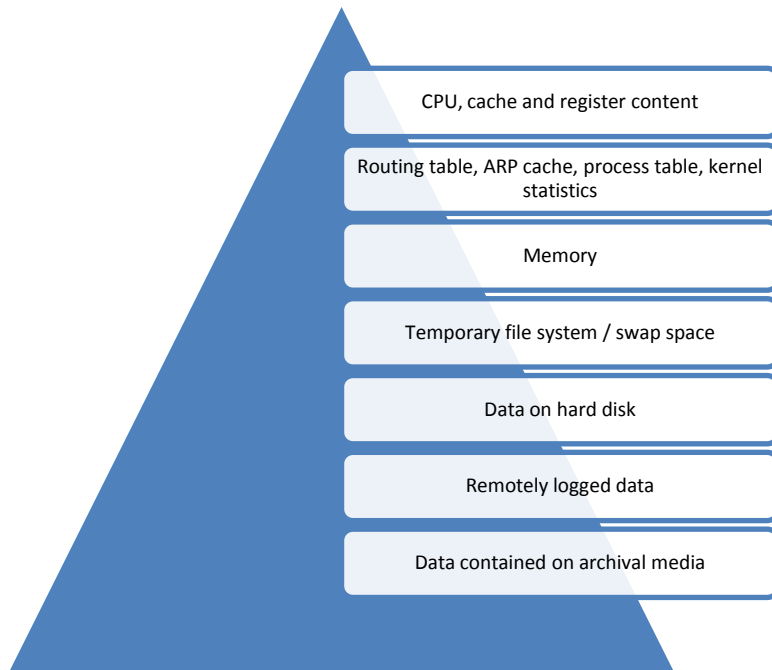 CPU, cache and register content
Routing table, ARP cache, process table, kernel
statistics
Memory
Temporary file system / swap space
Data on hard disk
Remotely logged data
Data contained on archival media